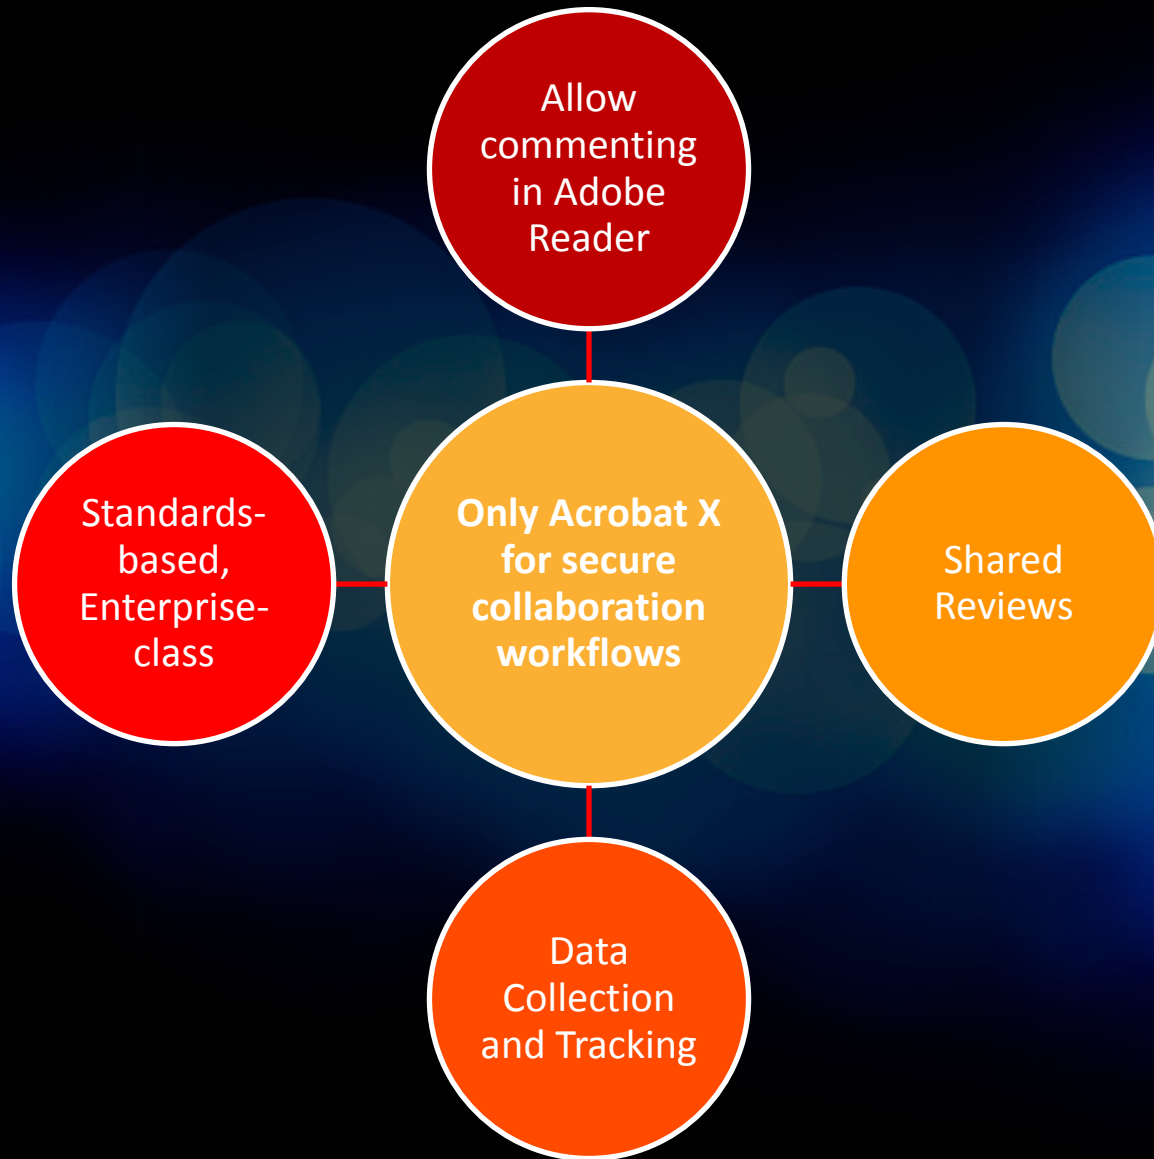 Allow
commenting
in Adobe
Reader
Standards-
based,
Enterprise-
class
Only Acrobat X
for secure
collaboration
workflows
Shared
Reviews
Data
Collection
and Tracking